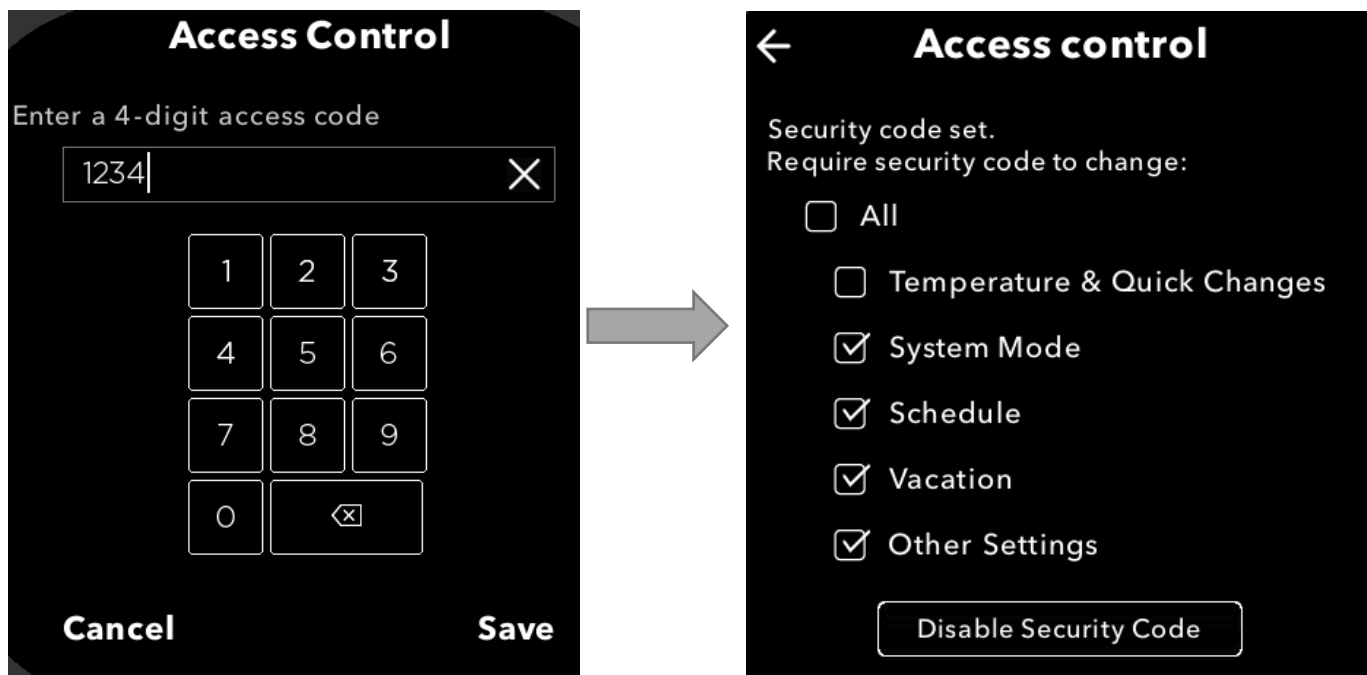 Access Control
Enter a 4-digit access code
1234
1 2 3
4 5 6
7 8 9
0
Cancel Save
Access control
Security code set.
Require security code to change:
All
Temperature & Quick Changes
System Mode
Schedule
Vacation
Other Settings
Disable Security Code